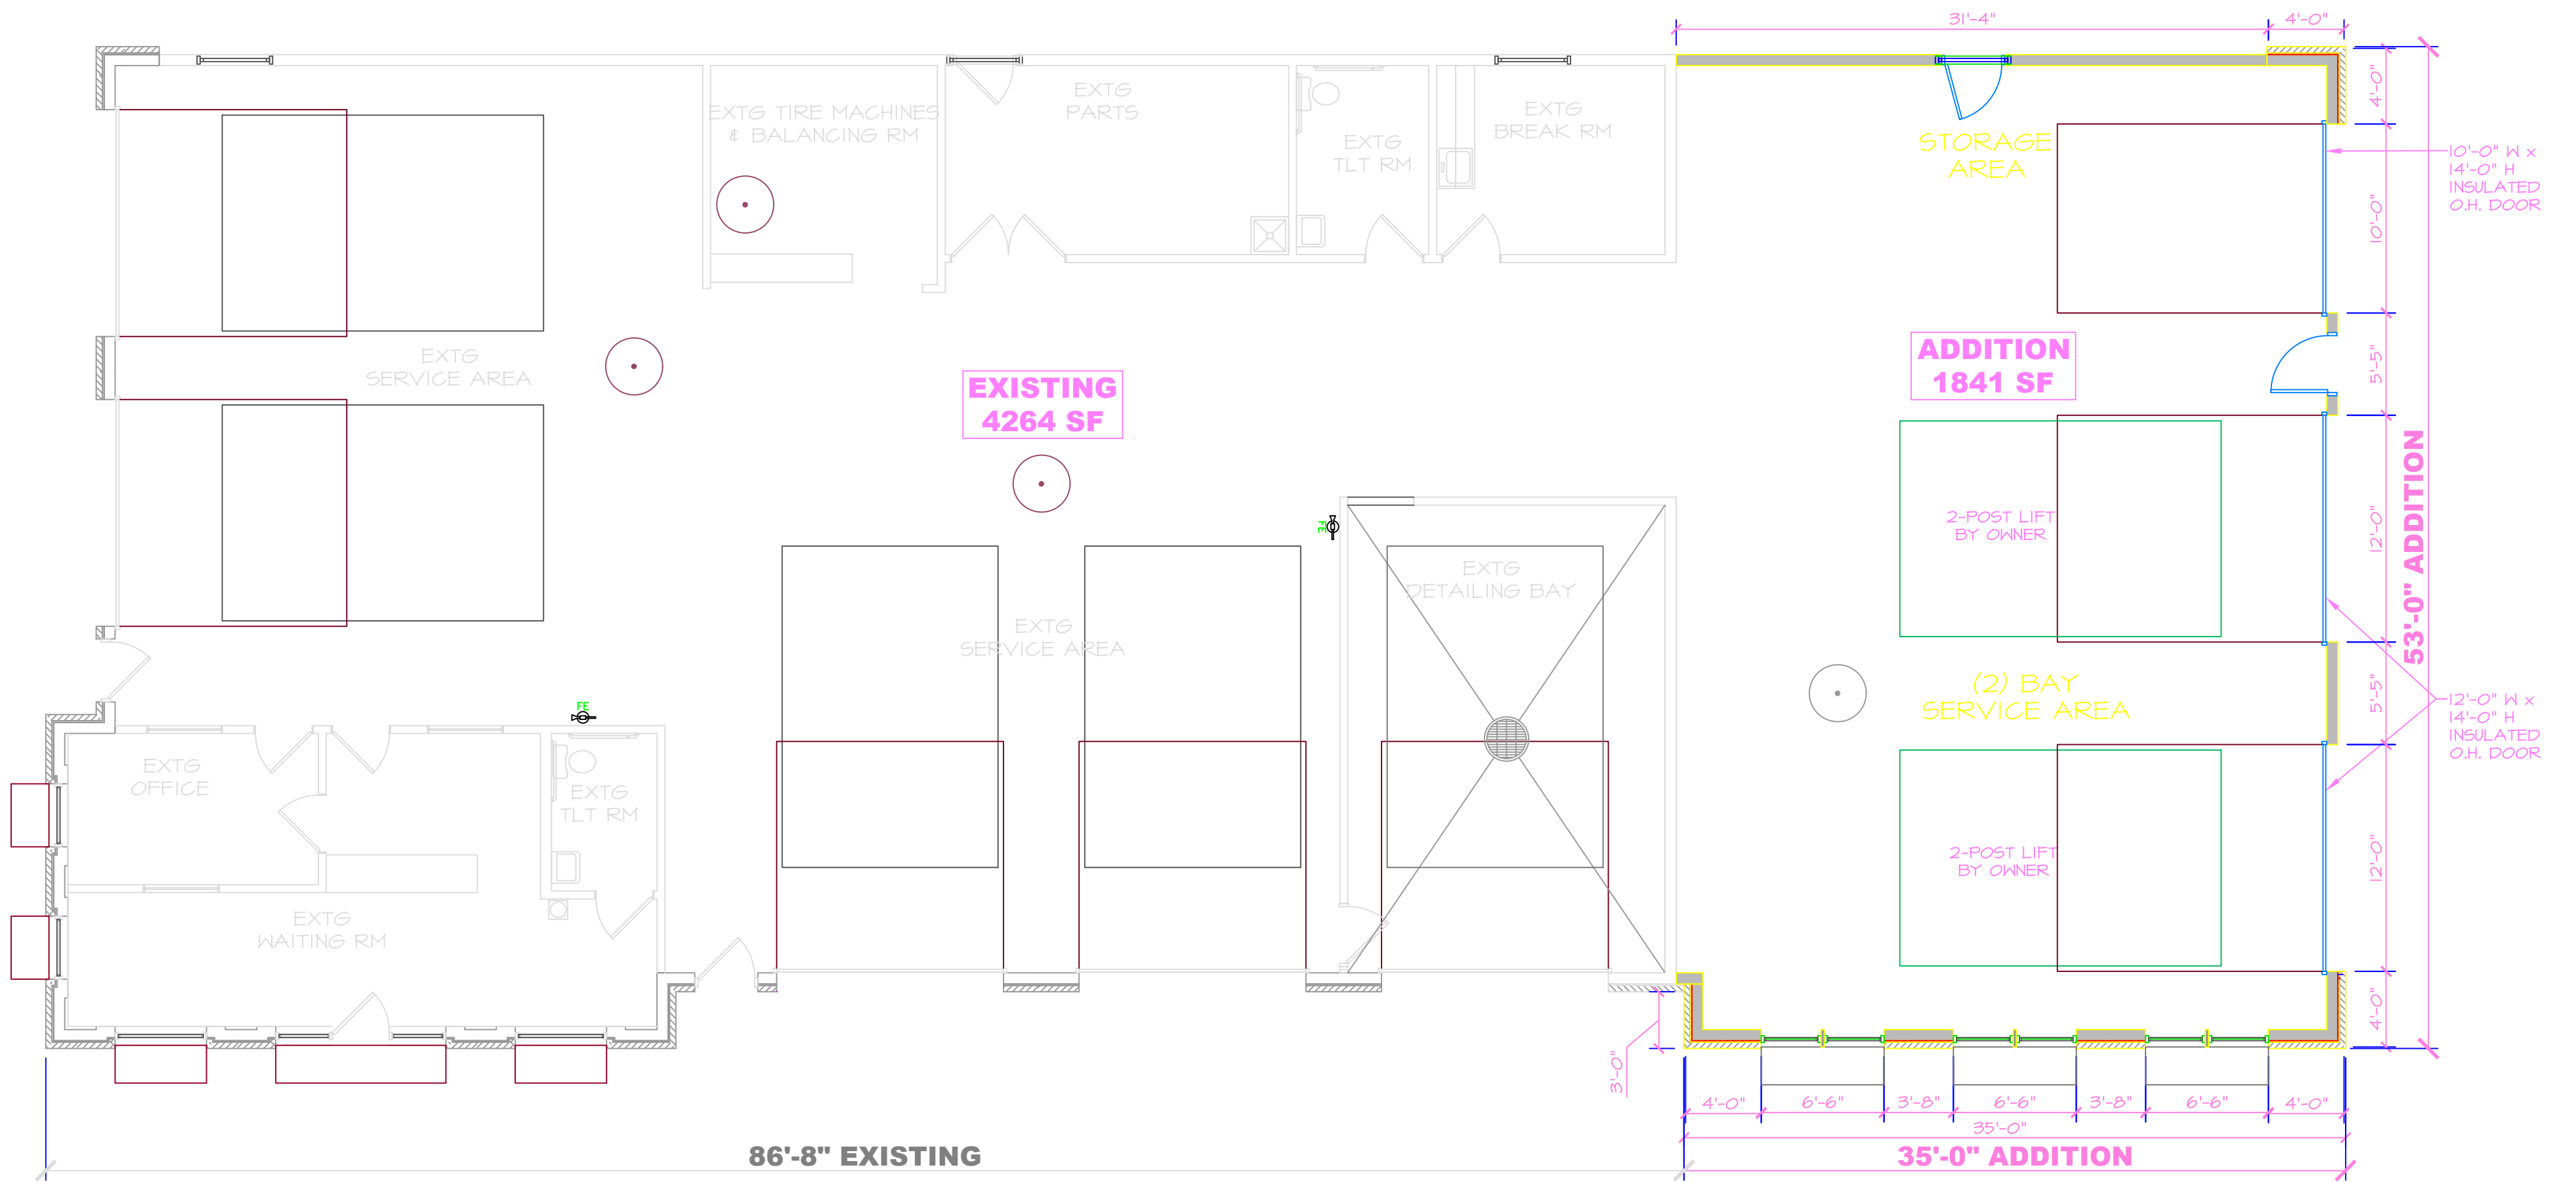 31'-4"
4'-0"
EXTG TIRE MACHINES
& BALANCING RM
EXTG
PARTS
EXTG
TLT RM
EXTG
BREAK RM
STORAGE
AREA
4'-0"
10'-0" W x
14'-0" H
INSULATED
O.H. DOOR
10'-0"
EXTG
SERVICE AREA
EXISTING
4264 SF
ADDITION
1841 SF
5'-5"
53'-0" ADDITION
FE
2-POST LIFT
BY OWNER
12'-0"
EXTG
DETAILING BAY
EXTG
SERVICE AREA
(2) BAY
SERVICE AREA
5'-5"
12'-0" W x
14'-0" H
INSULATED
O.H. DOOR
FE
EXTG
OFFICE
EXTG
TLT RM
2-POST LIFT
BY OWNER
12'-0"
EXTG
WAITING RM
4'-0"
3'-0"
4'-0"
6'-6"
3'-8"
6'-6"
3'-8"
6'-6"
4'-0"
35'-0"
86'-8" EXISTING
35'-0" ADDITION